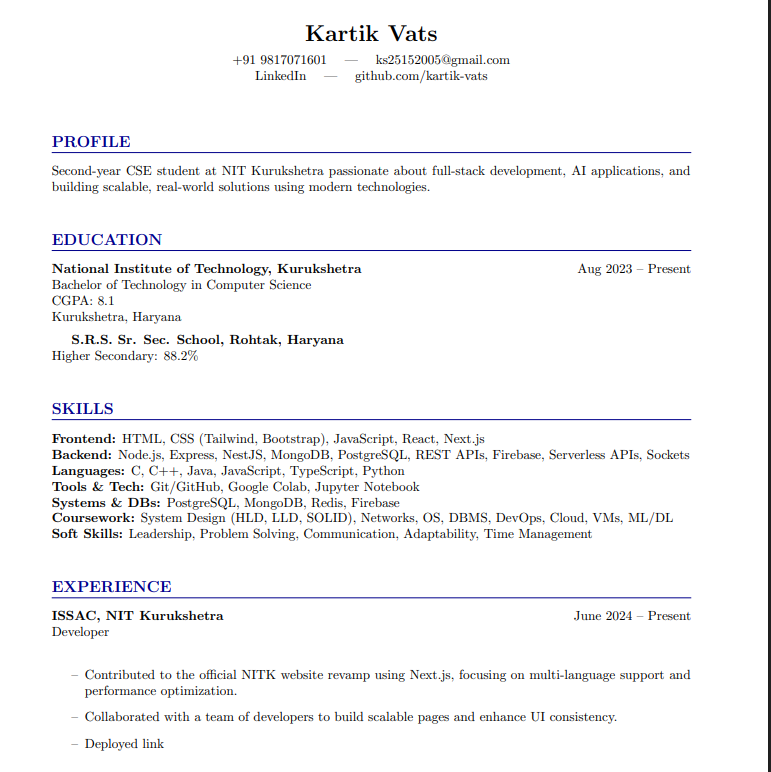 Kartik Vats
+91 9817071601 — ks25152005@gmail.com
LinkedIn — github.com/kartik-vats
PROFILE
Second-year CSE student at NIT Kurukshetra passionate about full-stack development, AI applications, and
building scalable, real-world solutions using modern technologies.
EDUCATION
National Institute of Technology, Kurukshetra Aug 2023 – Present
Bachelor of Technology in Computer Science
CGPA: 8.1
Kurukshetra, Haryana
S.R.S. Sr. Sec. School, Rohtak, Haryana
Higher Secondary: 88.2%
SKILLS
Frontend: HTML, CSS (Tailwind, Bootstrap), JavaScript, React, Next.js
Backend: Node.js, Express, NestJS, MongoDB, PostgreSQL, REST APIs, Firebase, Serverless APIs, Sockets
Languages: C, C++, Java, JavaScript, TypeScript, Python
Tools & Tech: Git/GitHub, Google Colab, Jupyter Notebook
Systems & DBs: PostgreSQL, MongoDB, Redis, Firebase
Coursework: System Design (HLD, LLD, SOLID), Networks, OS, DBMS, DevOps, Cloud, VMs, ML/DL
Soft Skills: Leadership, Problem Solving, Communication, Adaptability, Time Management
EXPERIENCE
ISSAC, NIT Kurukshetra June 2024 – Present
Developer
– Contributed to the official NITK website revamp using Next.js, focusing on multi-language support and
performance optimization.
– Collaborated with a team of developers to build scalable pages and enhance UI consistency.
– Deployed link